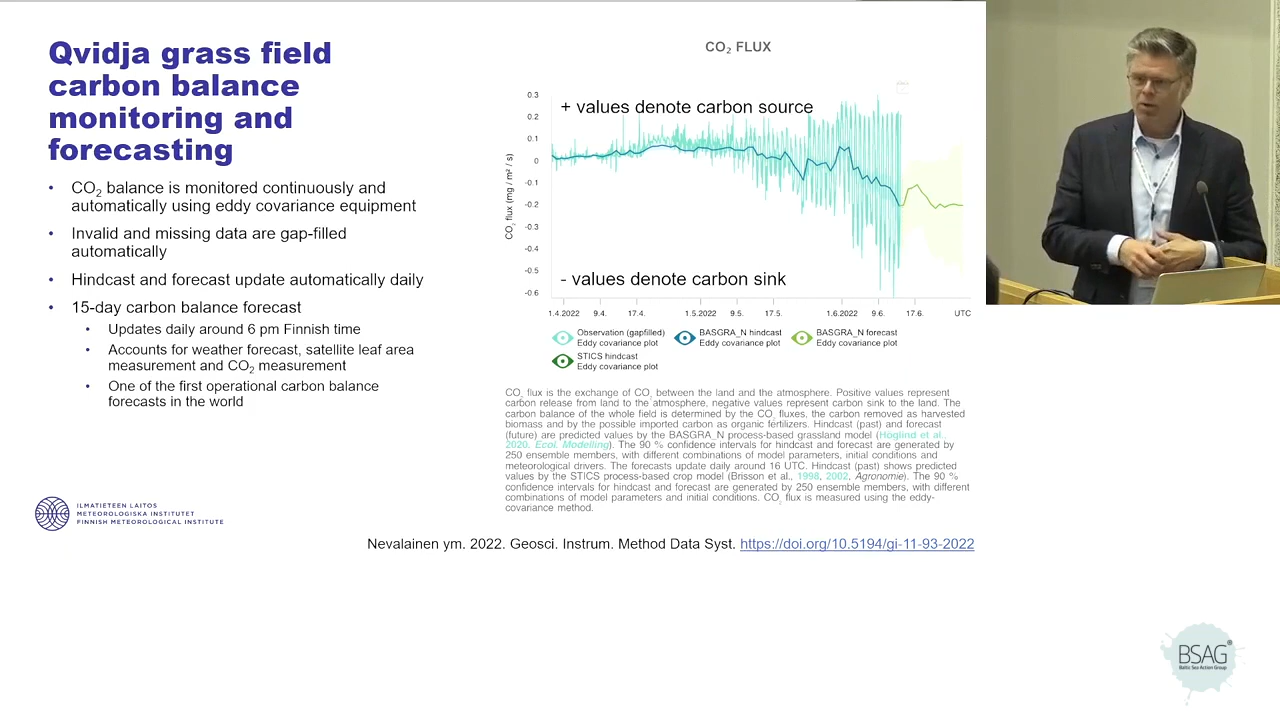 Qvidja grass field
carbon balance
monitoring and
forecasting
• CO2 balance is monitored continuously and
automatically using eddy covariance equipment
• Invalid and missing data are gap-filled
automatically
• Hindcast and forecast update automatically daily
• 15-day carbon balance forecast
• Updates daily around 6 pm Finnish time
• Accounts for weather forecast, satellite leaf area
measurement and CO2 measurement
• One of the first operational carbon balance
forecasts in the world
ILMATIETEEN LAITOS
METEOROLOGISKA INSTITUTET
FINNISH METEOROLOGICAL INSTITUTE
CO2 FLUX
+ values denote carbon source
- values denote carbon sink
CO2 flux (mg / m² / s)
0.3
0.2
0.1
0
-0.1
-0.2
-0.3
-0.4
-0.5
-0.6
1.4.2022 9.4. 17.4. 1.5.2022 9.5. 17.5. 1.6.2022 9.6. 17.6. UTC
Observation (gapfilled)
Eddy covariance plot
BASGRA_N hindcast
Eddy covariance plot
BASGRA_N forecast
Eddy covariance plot
STICS hindcast
Eddy covariance plot
CO2 flux is the exchange of CO2 between the land and the atmosphere. Positive values represent
carbon release from land to the atmosphere, negative values represent carbon sink to the land. The
carbon balance of the whole field is determined by the CO2 fluxes, the carbon removed as harvested
biomass and by the possible imported carbon as organic fertilizers. Hindcast (past) and forecast
(future) are predicted values by the BASGRA_N process-based grassland model (Höglind et al.,
2020, Ecol. Modelling). The 90 % confidence intervals for hindcast and forecast are generated by
250 ensemble members, with different combinations of model parameters, initial conditions and
meteorological drivers. The forecasts update daily around 16 UTC. Hindcast (past) shows predicted
values by the STICS process-based crop model (Brisson et al., 1998, 2002, Agronomie). The 90 %
confidence intervals for hindcast and forecast are generated by 250 ensemble members, with different
combinations of model parameters and initial conditions. CO2 flux is measured using the eddy-
covariance method.
Nevalainen ym. 2022. Geosci. Instrum. Method Data Syst. https://doi.org/10.5194/gi-11-93-2022
BSAG®
Baltic Sea Action Group